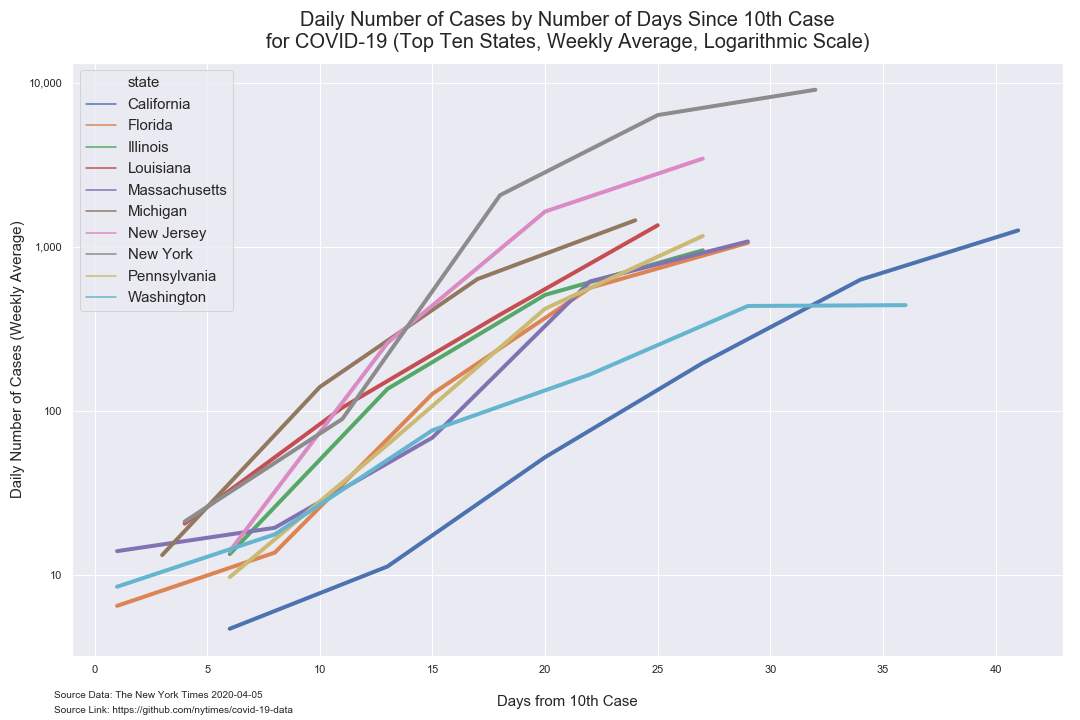 Daily Number of Cases by Number of Days Since 10th Case
for COVID-19 (Top Ten States, Weekly Average, Logarithmic Scale)
state
California
Florida
Illinois
Louisiana
Massachusetts
Michigan
New Jersey
New York
Pennsylvania
Washington
Daily Number of Cases (Weekly Average)
10,000
1,000
100
10
0 5 10 15 20 25 30 35 40
Days from 10th Case
Source Data: The New York Times 2020-04-05
Source Link: https://github.com/nytimes/covid-19-data